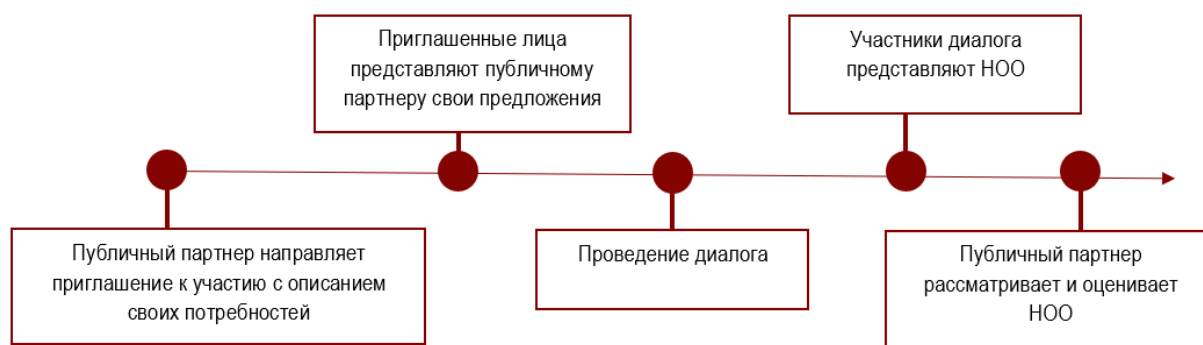 Приглашенные лица
представляют публичному
партнеру свои предложения
Участники диалога
представляют НОО
Публичный партнер направляет
приглашение к участию с описанием
своих потребностей
Проведение диалога
Публичный партнер
рассматривает и оценивает
НОО